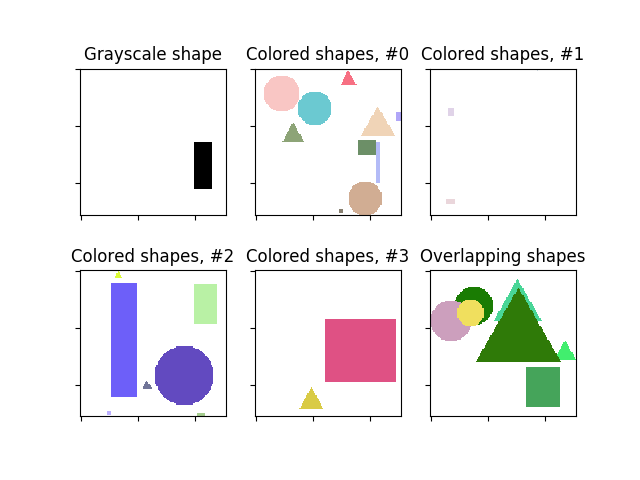 Grayscale shape
Colored shapes, #0
Colored shapes, #1
Colored shapes, #2
Colored shapes, #3
Overlapping shapes